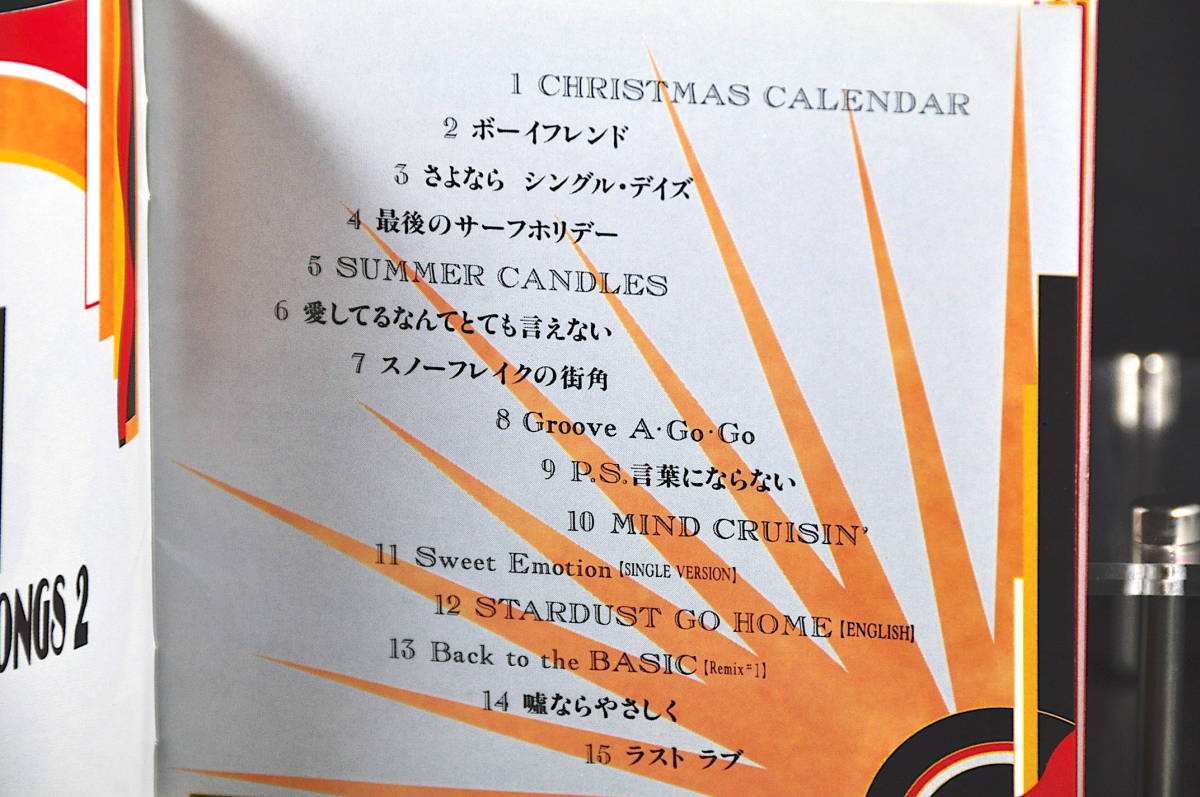 1 CHRISTMAS CALENDAR
2 ボーイフレンド
3 さよなら シングル・デイズ
4 最後のサーフホリデー
5 SUMMER CANDLES
6 愛してるなんてとても言えない
7 スノーフレイクの街角
8 Groove A・Go・Go
9 P.S.言葉にならない
10 MIND CRUISIN'
11 Sweet Emotion【SINGLE VERSION】
12 STARDUST GO HOME【ENGLISH】
13 Back to the BASIC【Remix#1】
14 嘘ならやさしく
15 ラスト ラブ
ONGS 2